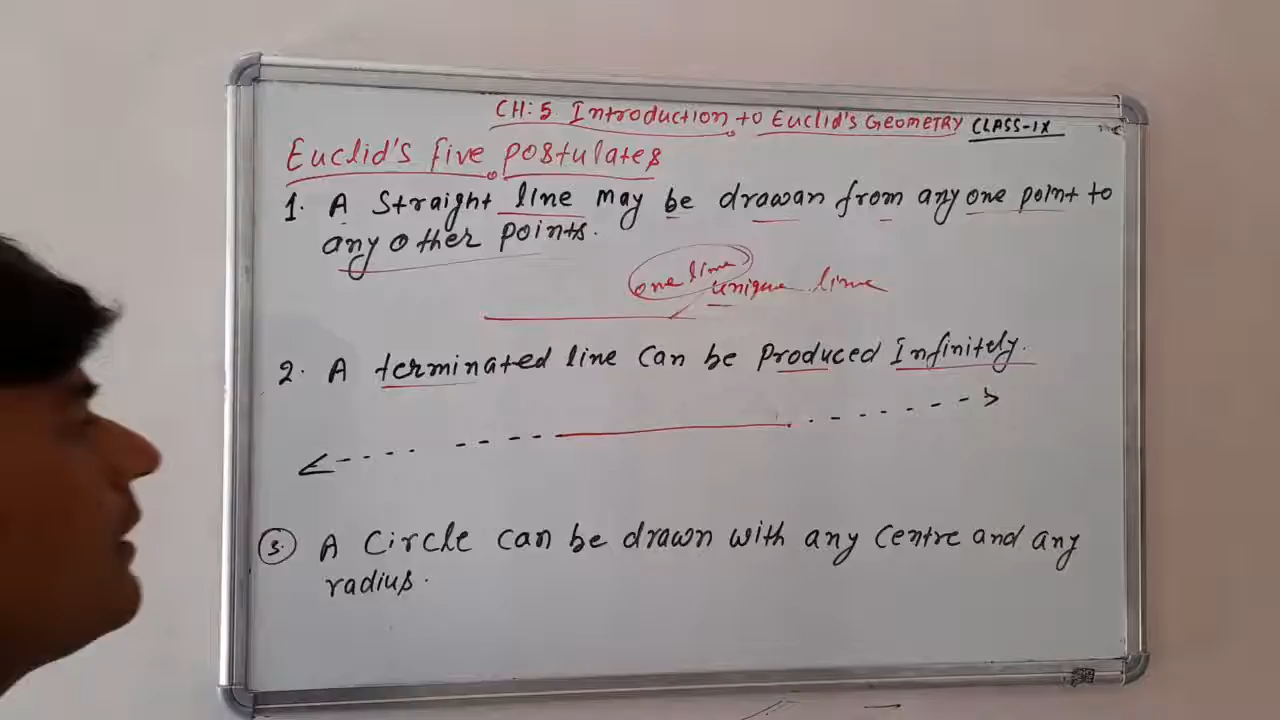 CH:5 Introduction to Euclid's GEOMETRY CLASS-IX
Euclid's five postulates
1. A Straight line may be drawan from any one point to
any other points.
one line
unique line
2. A terminated line can be Produced Infinitely.
3. A Circle can be drawn with any centre and any
radius.